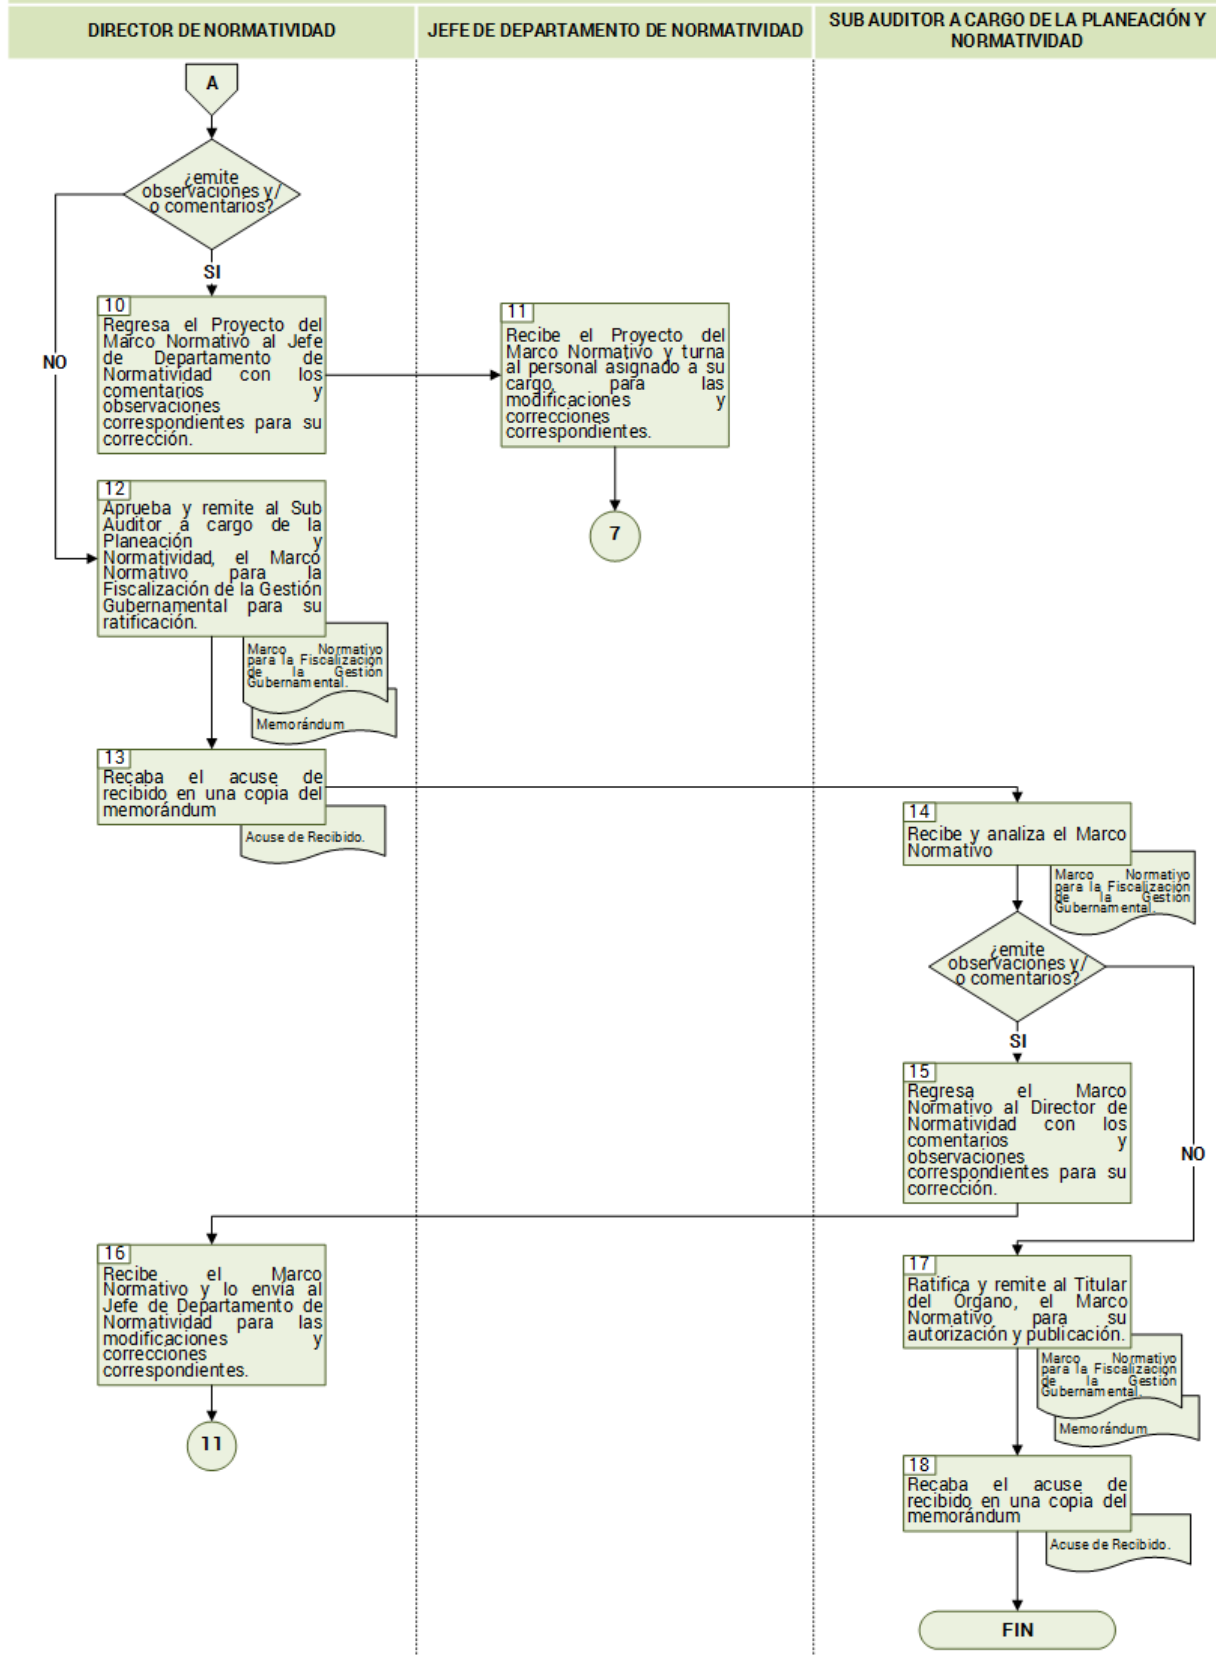 DIRECTOR DE NORMATIVIDAD
JEFE DE DEPARTAMENTO DE NORMATIVIDAD
SUB AUDITOR A CARGO DE LA PLANEACIÓN Y
NORMATIVIDAD
A
¿emite
observaciones y/
o comentarios?
SI
NO
10
Regresa el Proyecto del
Marco Normativo al Jefe
de Departamento de
Normatividad con los
comentarios y
observaciones
correspondientes para su
corrección.
11
Recibe el Proyecto del
Marco Normativo y turna
al personal asignado a su
cargo, para las
modificaciones y
correcciones
correspondientes.
7
12
Aprueba y remite al Sub
Auditor a cargo de la
Planeación y
Normatividad, el Marco
Normativo para la
Fiscalización de la Gestión
Gubernamental para su
ratificación.
Marco Normativo
para la Fiscalización
de la Gestión
Gubernamental.
Memorándum
13
Recaba el acuse de
recibido en una copia del
memorándum
Acuse de Recibido.
14
Recibe y analiza el Marco
Normativo
Marco Normativo
para la Fiscalización
de la Gestión
Gubernamental.
¿emite
observaciones y/
o comentarios?
SI
NO
15
Regresa el Marco
Normativo al Director de
Normatividad con los
comentarios y
observaciones
correspondientes para su
corrección.
16
Recibe el Marco
Normativo y lo envía al
Jefe de Departamento de
Normatividad para las
modificaciones y
correcciones
correspondientes.
11
17
Ratifica y remite al Titular
del Órgano, el Marco
Normativo para su
autorización y publicación.
Marco Normativo
para la Fiscalización
de la Gestión
Gubernamental.
Memorándum
18
Recaba el acuse de
recibido en una copia del
memorándum
Acuse de Recibido.
FIN